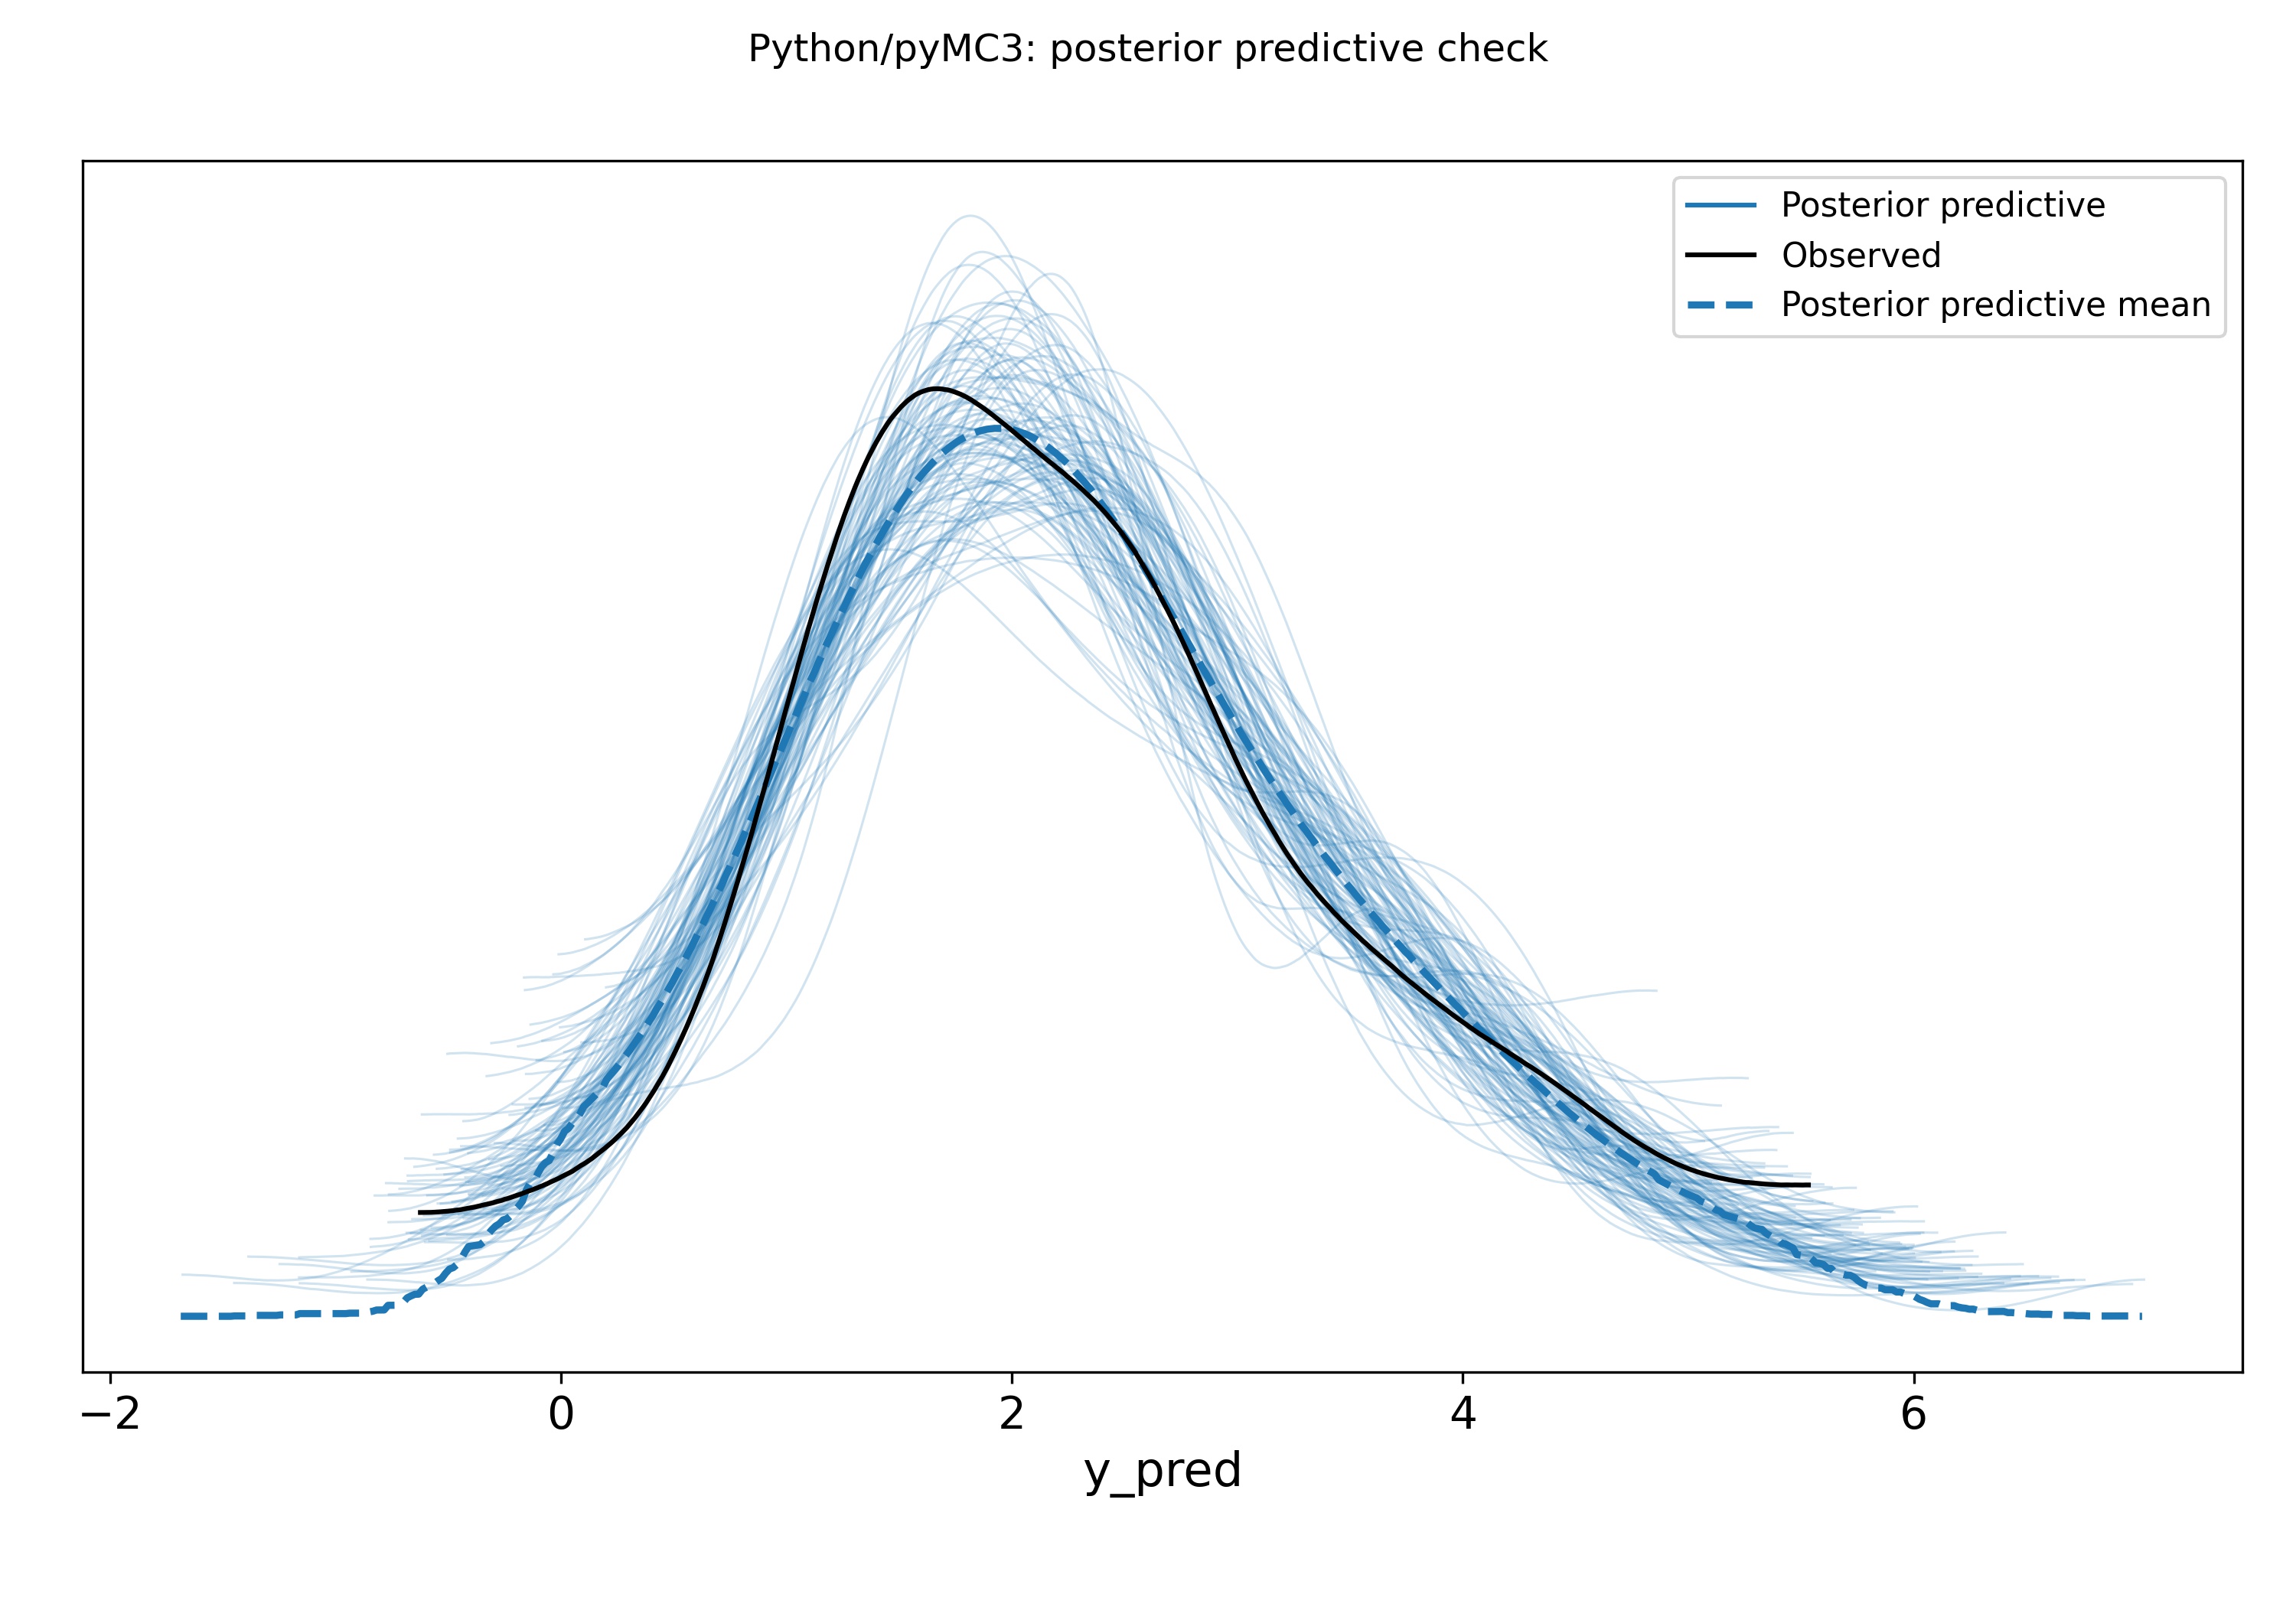 Python/pyMC3: posterior predictive check
Posterior predictive
Observed
Posterior predictive mean
−2 0 2 4 6
y_pred